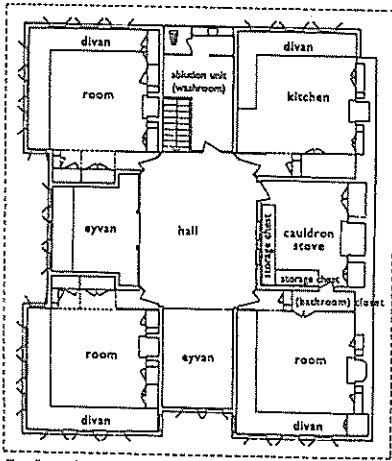 divan
room
ablution unit
(washroom)
divan
kitchen
eyvan
hall
storage chest
cauldron
stove
storage chest
(bathroom) closet
room
divan
eyvan
room
divan